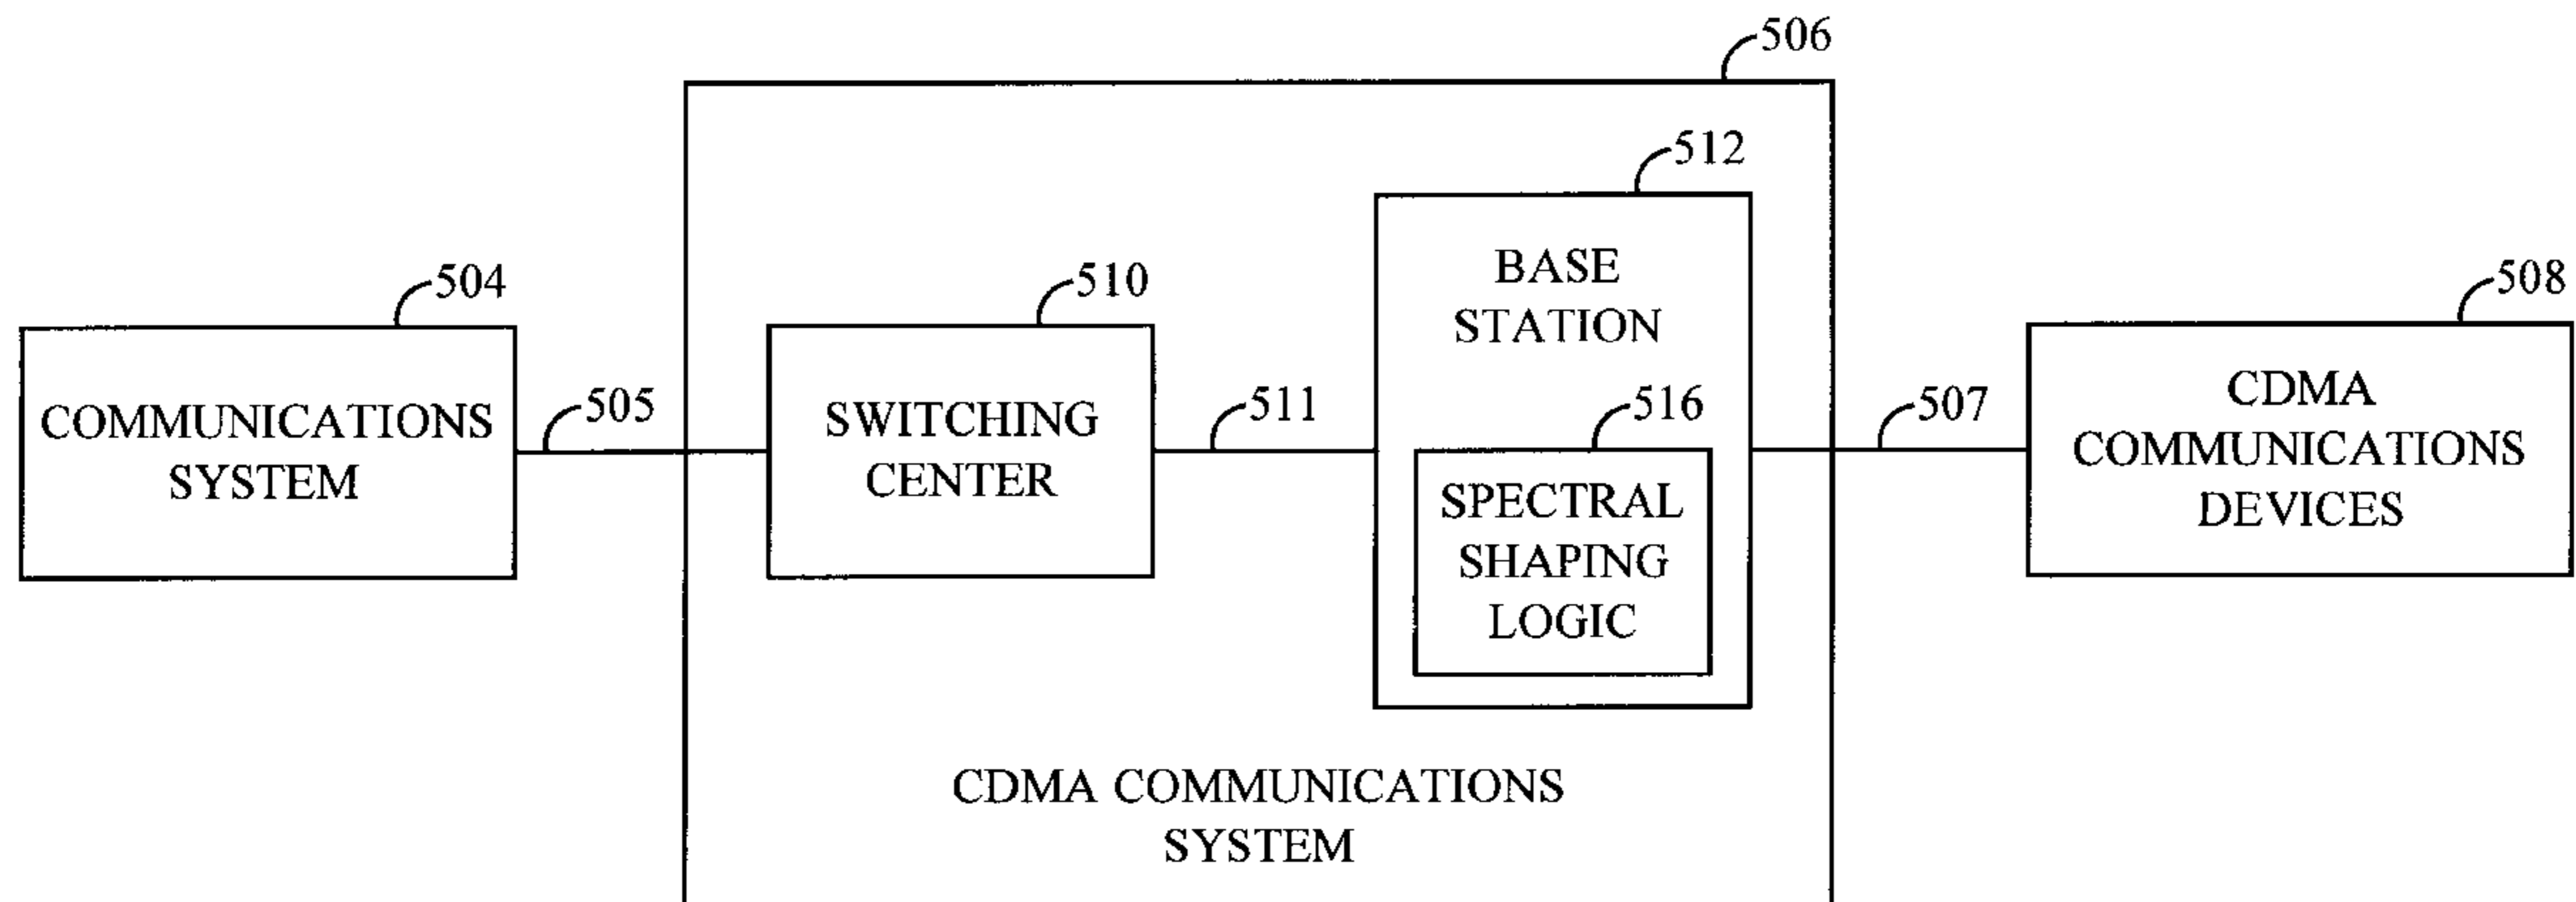 506
512
504
510
BASE
STATION
508
COMMUNICATIONS
SYSTEM
505
SWITCHING
CENTER
511
516
SPECTRAL
SHAPING
LOGIC
507
CDMA
COMMUNICATIONS
DEVICES
CDMA COMMUNICATIONS
SYSTEM